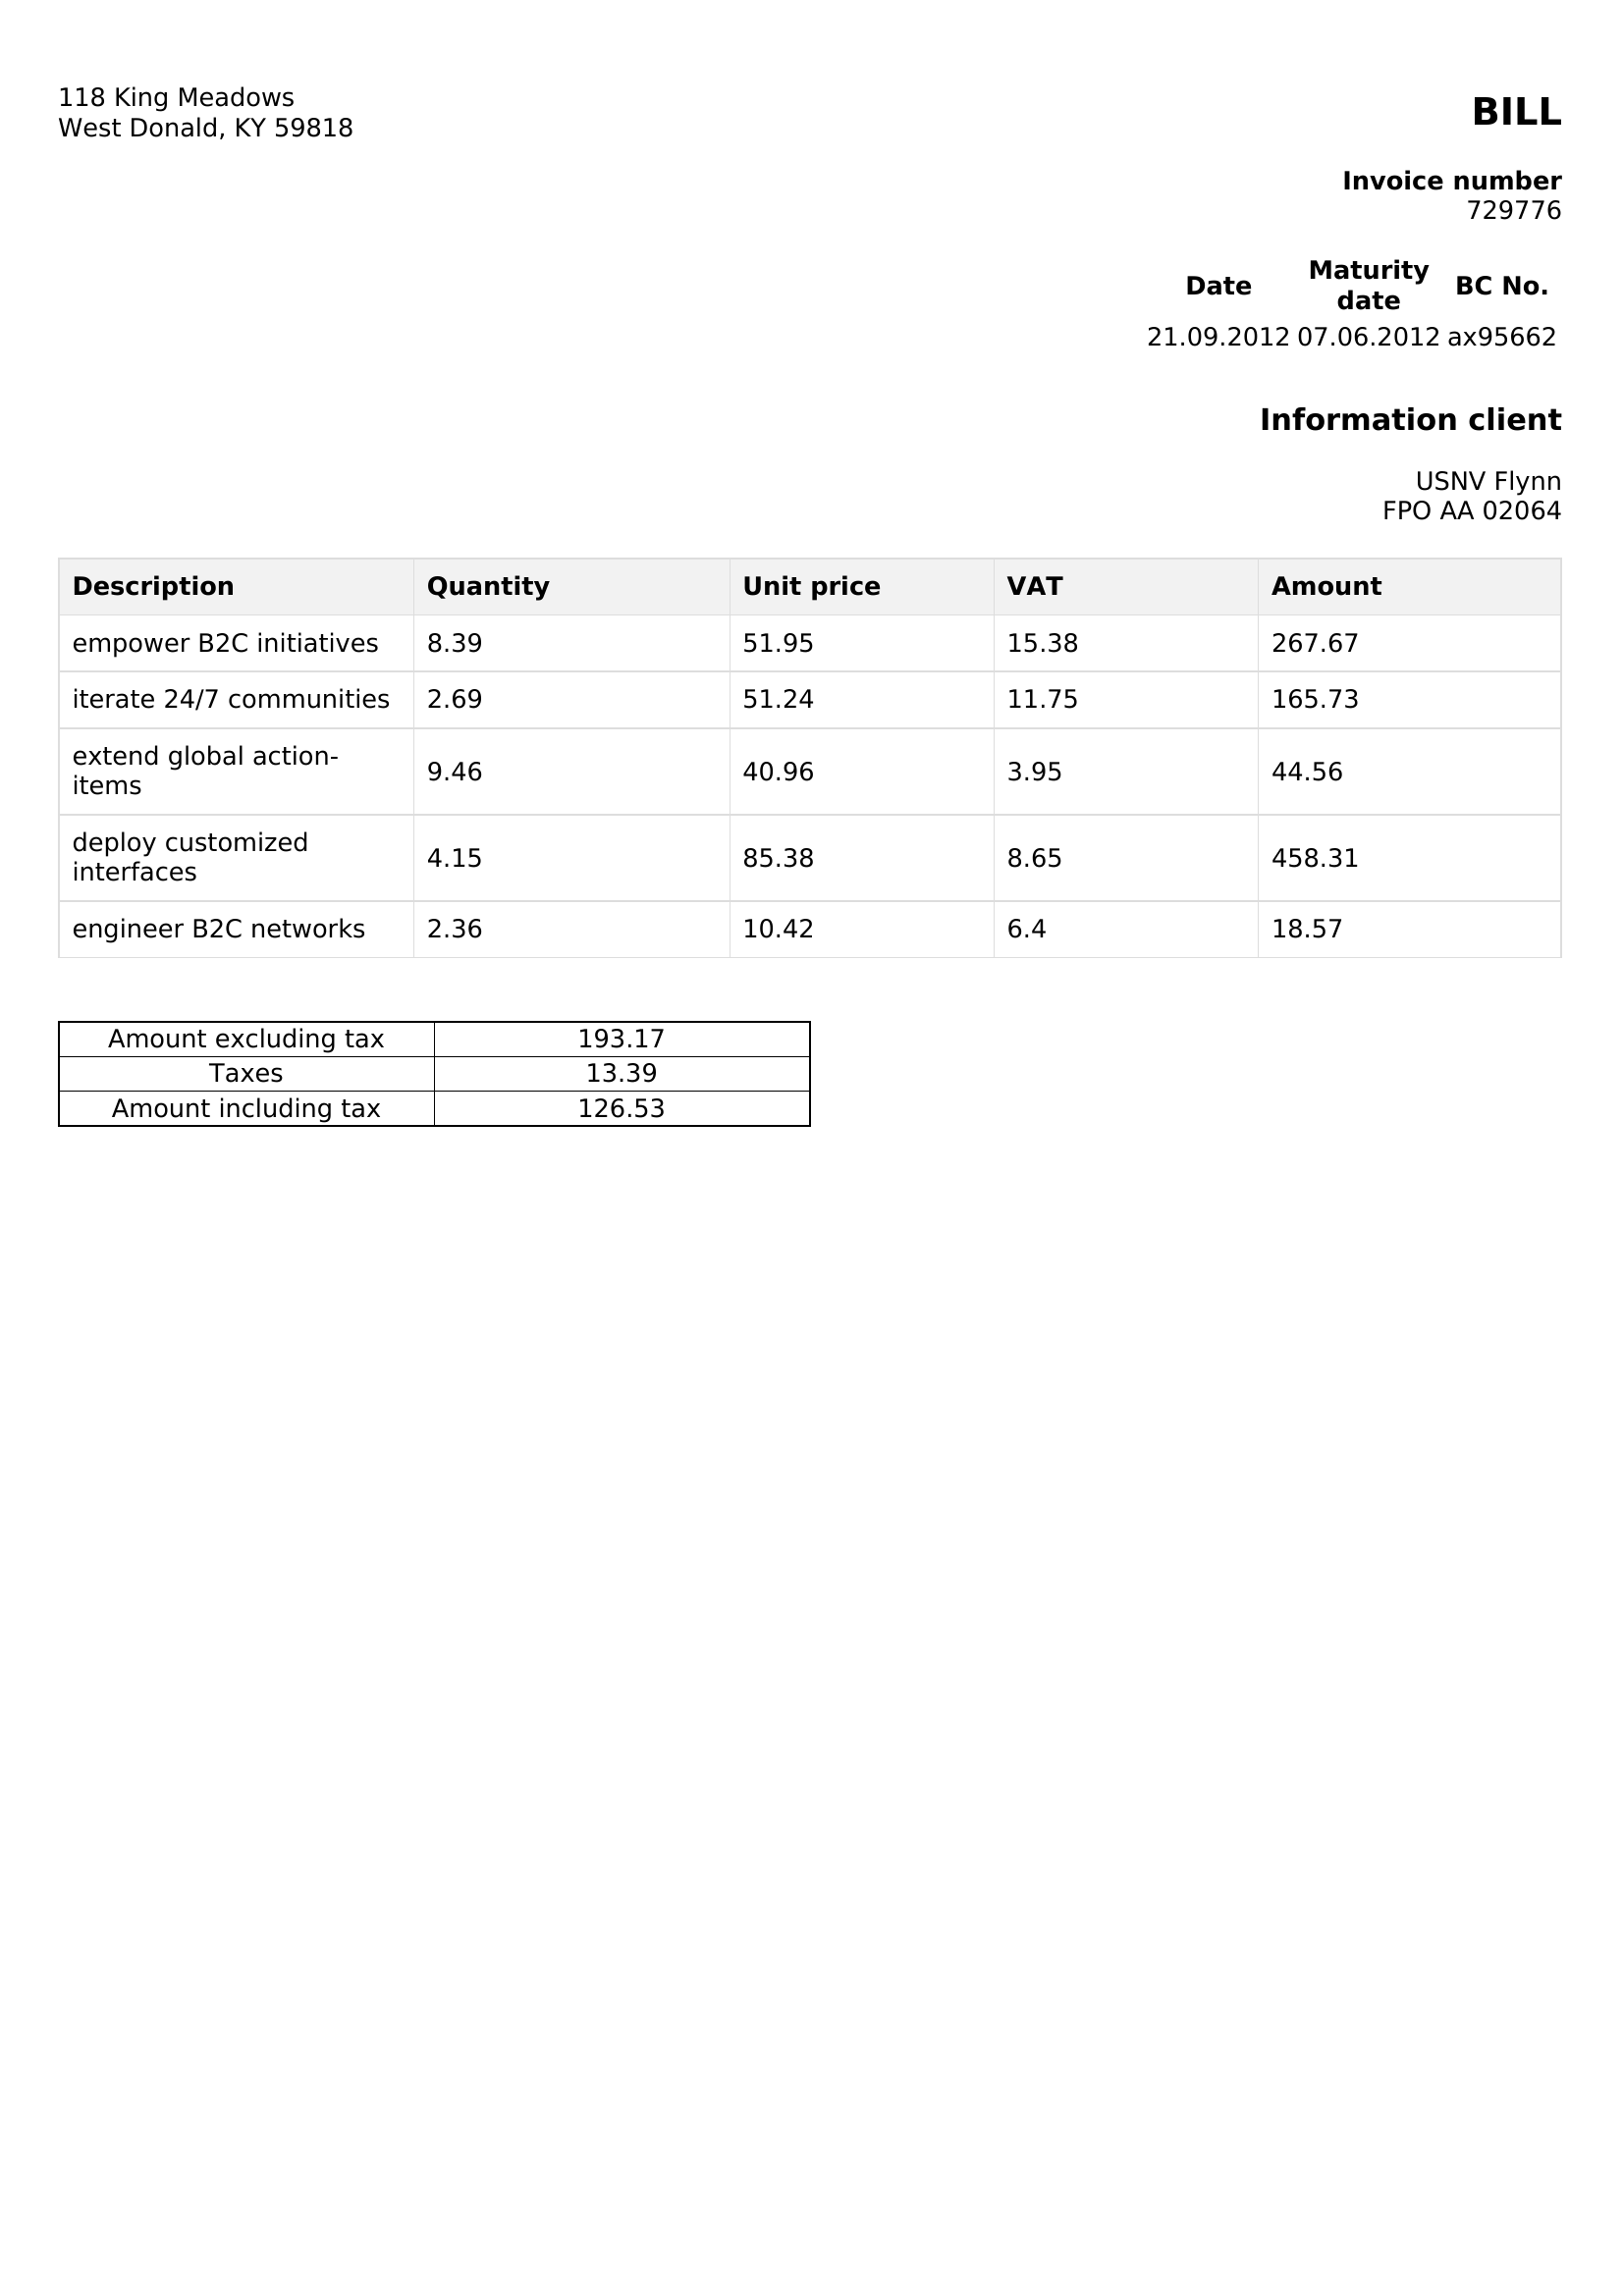 118 King Meadows
West Donald, KY 59818
BILL
Invoice number
729776
Date Maturity date BC No.
21.09.2012 07.06.2012 ax95662
Information client
USNV Flynn
FPO AA 02064
Description Quantity Unit price VAT Amount
empower B2C initiatives 8.39 51.95 15.38 267.67
iterate 24/7 communities 2.69 51.24 11.75 165.73
extend global action-
items 9.46 40.96 3.95 44.56
deploy customized
interfaces 4.15 85.38 8.65 458.31
engineer B2C networks 2.36 10.42 6.4 18.57
Amount excluding tax 193.17
Taxes 13.39
Amount including tax 126.53